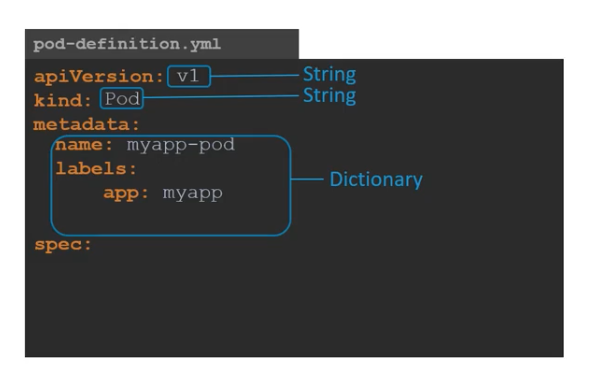 pod-definition.yml
apiVersion: v1 String
kind: Pod String
metadata:
name: myapp-pod
labels:
Dictionary
app: myapp
spec: